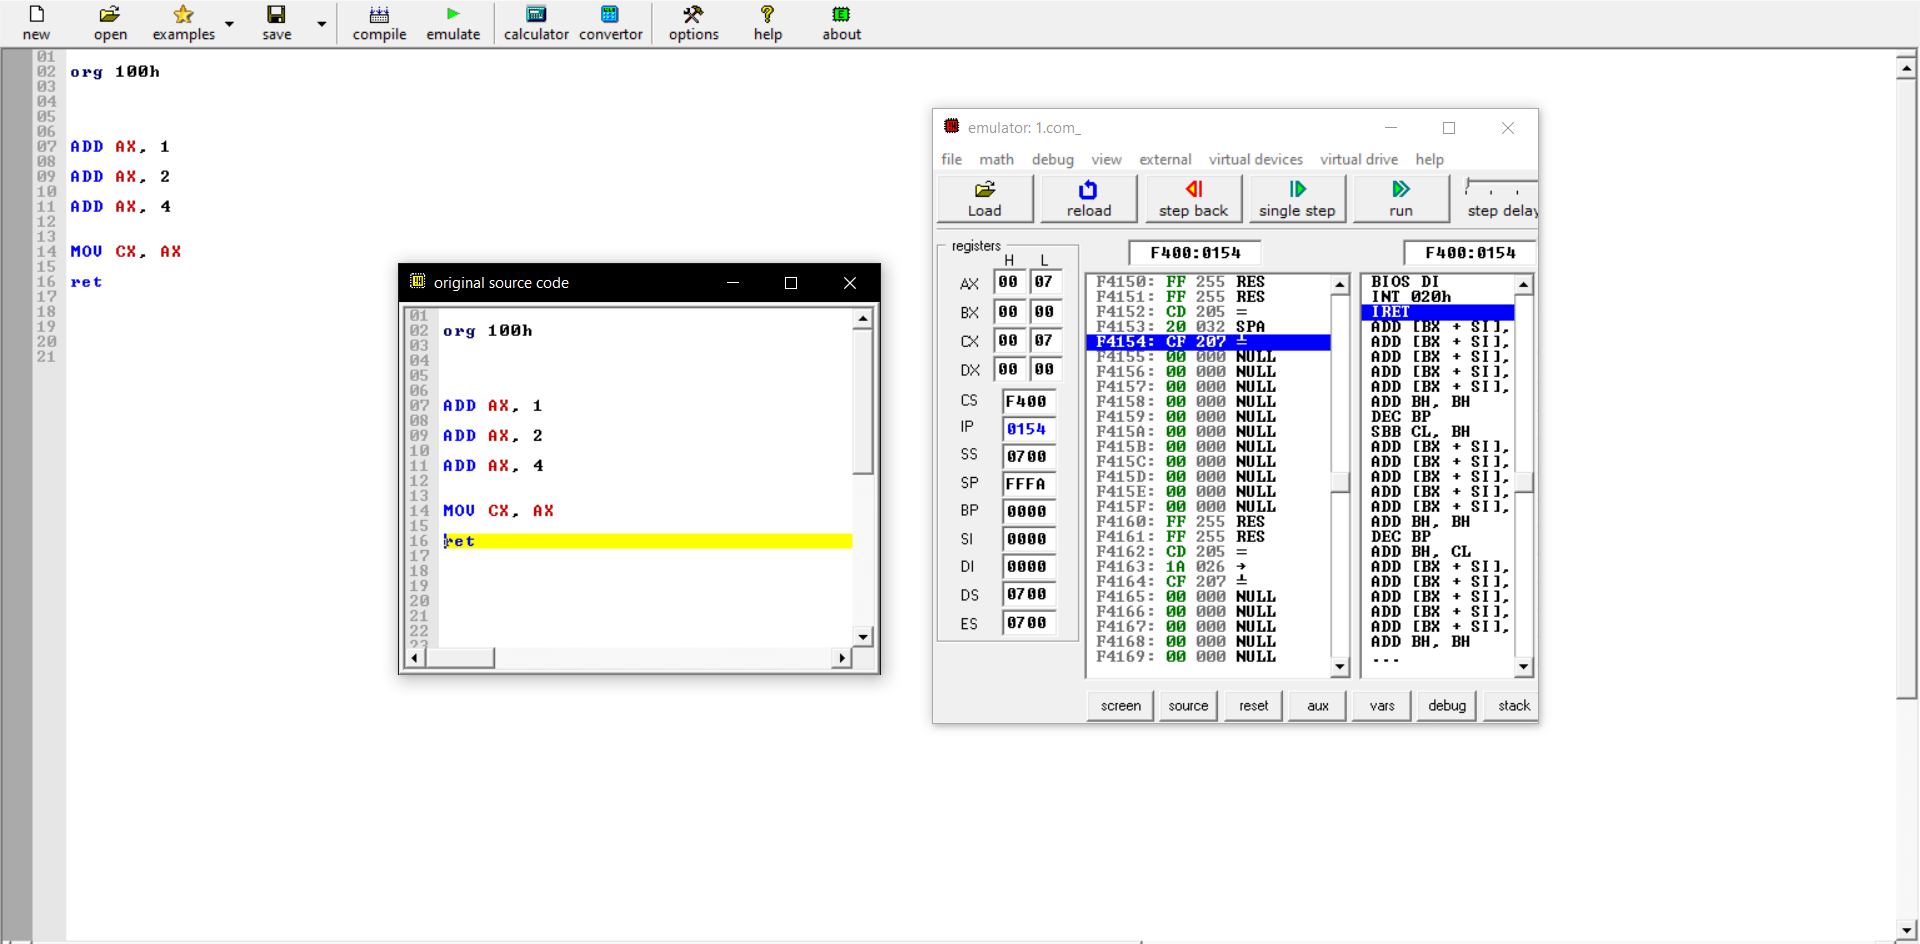 new open examples save compile emulate calculator convertor options help about
01
02 org 100h
03
04
05
06
07 ADD AX, 1
08
09 ADD AX, 2
10
11 ADD AX, 4
12
13
14 MOV CX, AX
15
16 ret
17
18
19
20
21
original source code
01
02 org 100h
03
04
05
06
07 ADD AX, 1
08
09 ADD AX, 2
10
11 ADD AX, 4
12
13
14 MOV CX, AX
15
16 ret
17
18
19
20
21
22
23
emulator: 1.com_
file math debug view external virtual devices virtual drive help
Load reload step back single step run step delay
registers
H L
AX 00 07
BX 00 00
CX 00 07
DX 00 00
CS F400
IP 0154
SS 0700
SP FFFA
BP 0000
SI 0000
DI 0000
DS 0700
ES 0700
F400:0154
F4150: FF 255 RES
F4151: FF 255 RES
F4152: CD 205 =
F4153: 20 032 SPA
F4154: CF 207 ╧
F4155: 00 000 NULL
F4156: 00 000 NULL
F4157: 00 000 NULL
F4158: 00 000 NULL
F4159: 00 000 NULL
F415A: 00 000 NULL
F415B: 00 000 NULL
F415C: 00 000 NULL
F415D: 00 000 NULL
F415E: 00 000 NULL
F415F: 00 000 NULL
F4160: FF 255 RES
F4161: FF 255 RES
F4162: CD 205 =
F4163: 1A 026 →
F4164: CF 207 ╧
F4165: 00 000 NULL
F4166: 00 000 NULL
F4167: 00 000 NULL
F4168: 00 000 NULL
F4169: 00 000 NULL
F400:0154
BIOS DI
INT 020h
IRET
ADD [BX + SI],
ADD [BX + SI],
ADD [BX + SI],
ADD [BX + SI],
ADD [BX + SI],
ADD BH, BH
DEC BP
SBB CL, BH
ADD [BX + SI],
ADD [BX + SI],
ADD [BX + SI],
ADD [BX + SI],
ADD [BX + SI],
ADD BH, BH
DEC BP
ADD BH, CL
ADD [BX + SI],
ADD [BX + SI],
ADD [BX + SI],
ADD [BX + SI],
ADD [BX + SI],
ADD BH, BH
...
screen source reset aux vars debug stack